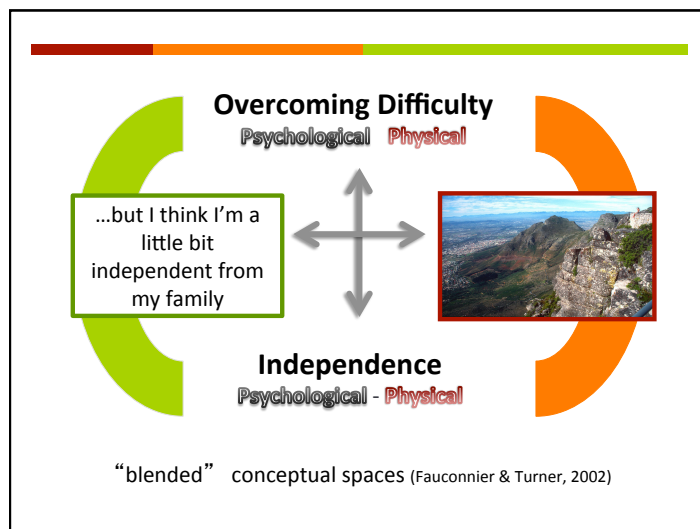 Overcoming Difficulty
Psychological Physical
…but I think I'm a
little bit
independent from
my family
Independence
Psychological - Physical
“blended” conceptual spaces (Fauconnier & Turner, 2002)